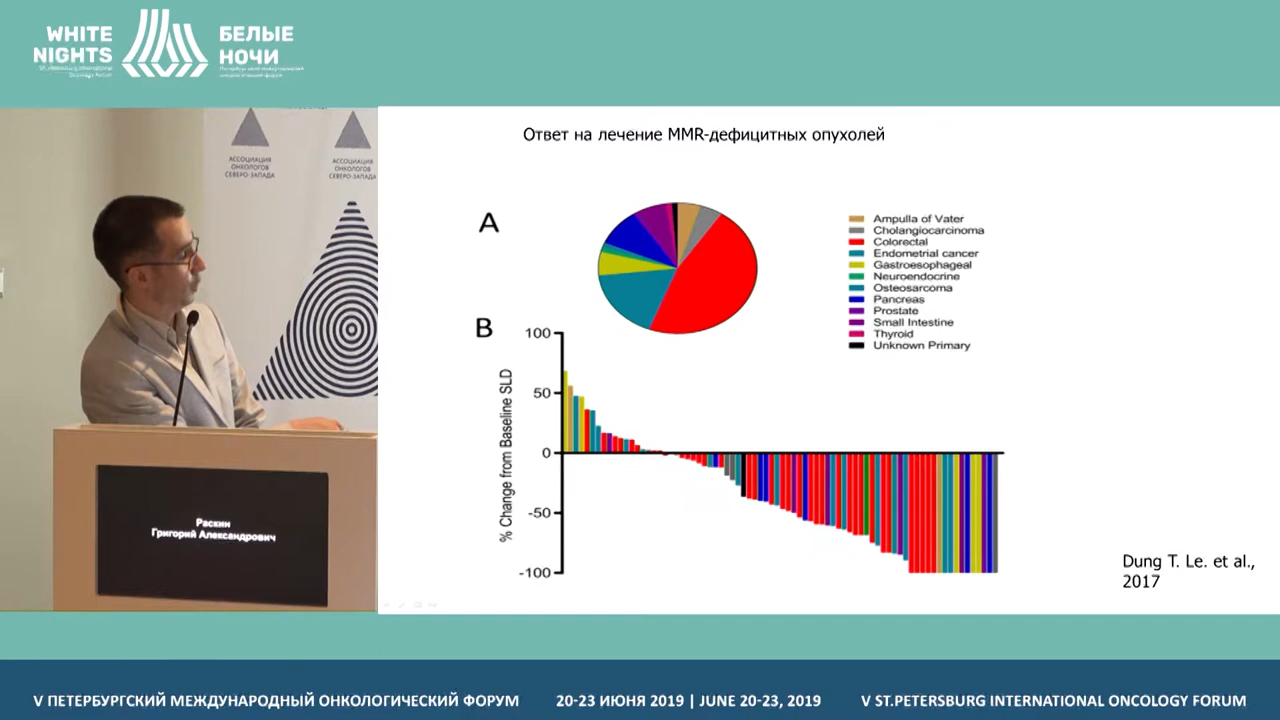 WHITE
NIGHTS
БЕЛЫЕ
НОЧИ
АССОЦИАЦИЯ
ОНКОЛОГОВ
СЕВЕРО-ЗАПАДА
АССОЦИАЦИЯ
ОНКОЛОГОВ
СЕВЕРО-ЗАПАДА
Раскин
Григорий Александрович
Ответ на лечение MMR-дефицитных опухолей
A
Ampulla of Vater
Cholangiocarcinoma
Colorectal
Endometrial cancer
Gastroesophageal
Neuroendocrine
Osteosarcoma
Pancreas
Prostate
Small Intestine
Thyroid
Unknown Primary
B
% Change from Baseline SLD
100
50
0
-50
-100
Dung T. Le. et al.,
2017
V ПЕТЕРБУРГСКИЙ МЕЖДУНАРОДНЫЙ ОНКОЛОГИЧЕСКИЙ ФОРУМ
20-23 ИЮНЯ 2019 | JUNE 20-23, 2019
V ST.PETERSBURG INTERNATIONAL ONCOLOGY FORUM